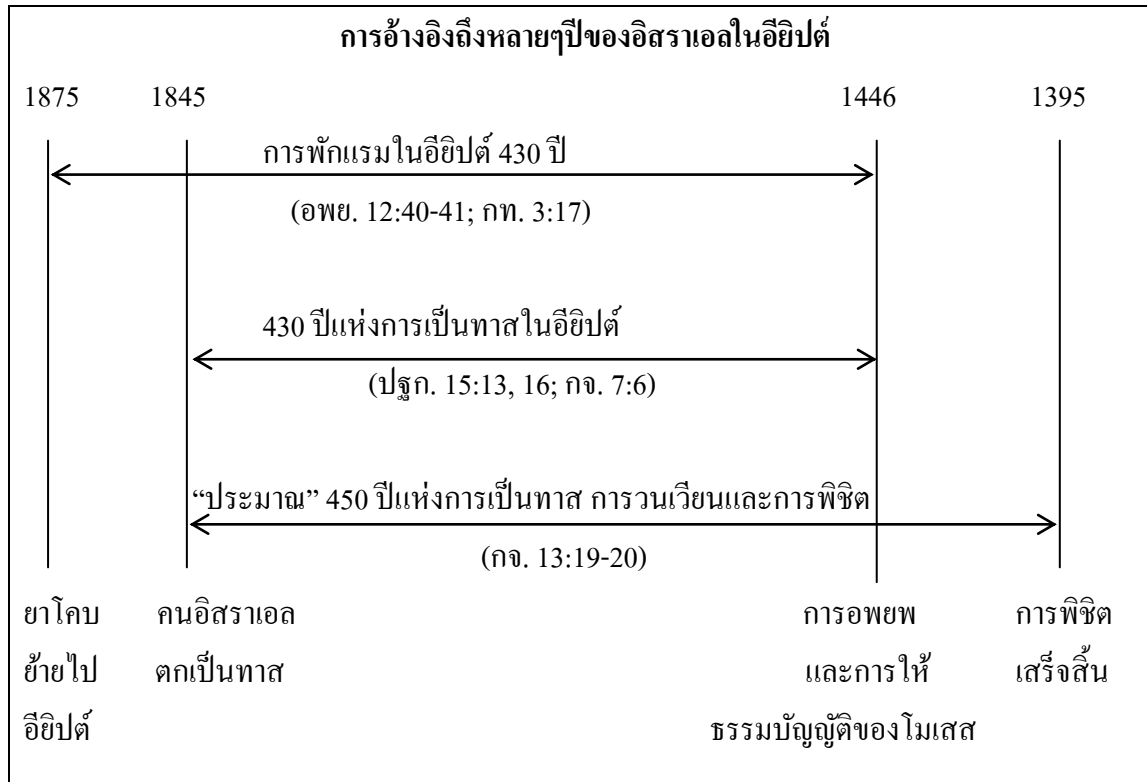 การอ้างอิงถึงหลายๆปีของอิสราเอลในอียิปต์
1875 1845 1446 1395
การพักแรมในอียิปต์ 430 ปี
(อพย. 12:40-41; กท. 3:17)
430 ปีแห่งการเป็นทาสในอียิปต์
(ปฐก. 15:13, 16; กจ. 7:6)
“ประมาณ” 450 ปีแห่งการเป็นทาส การวนเวียนและการพิชิต
(กจ. 13:19-20)
ยาโคบ คนอิสราเอล การอพยพ การพิชิต
ย้ายไป ตกเป็นทาส และการให้ เสร็จสิ้น
อียิปต์ ธรรมบัญญัติของโมเสส